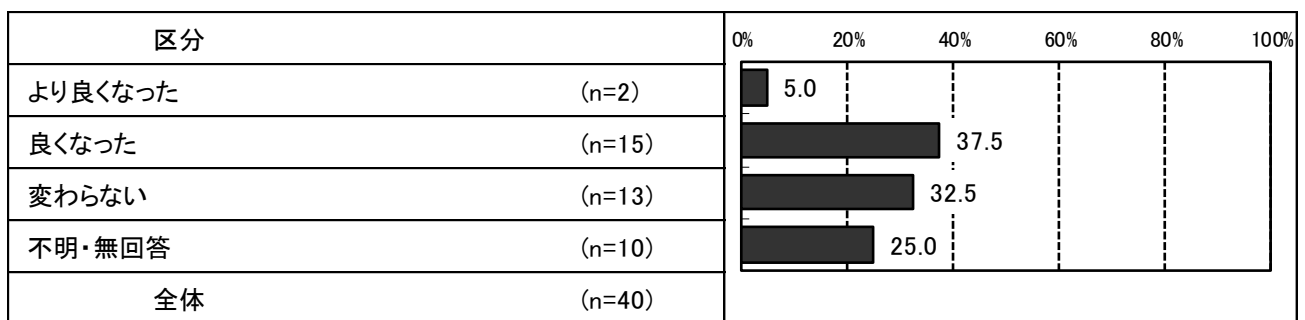 区分 0% 20% 40% 60% 80% 100%
より良くなった (n=2) 5.0
良くなった (n=15) 37.5
変わらない (n=13) 32.5
不明・無回答 (n=10) 25.0
全体 (n=40)